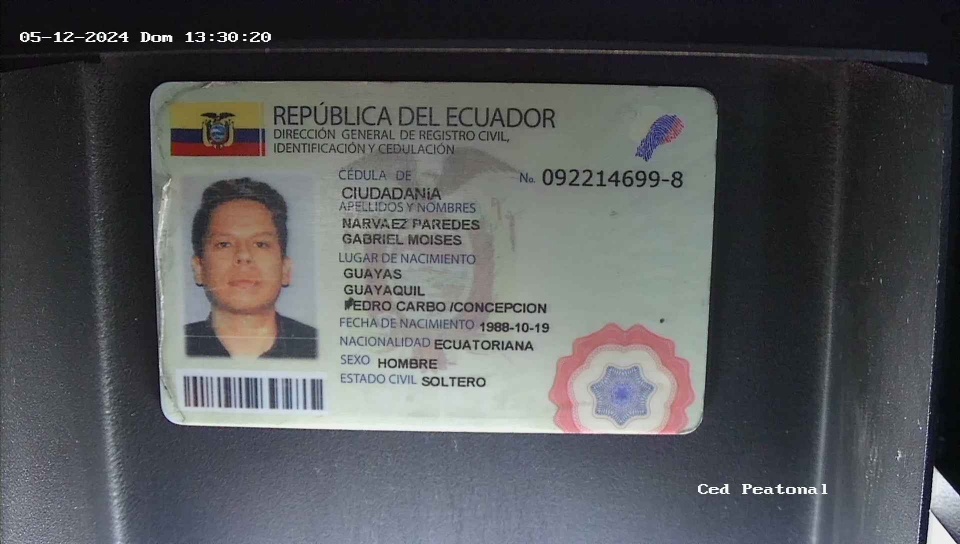 05-12-2024 Dom 13:30:20
REPÚBLICA DEL ECUADOR
DIRECCIÓN GENERAL DE REGISTRO CIVIL,
IDENTIFICACIÓN Y CEDULACIÓN
CÉDULA DE No. 092214699-8
CIUDADANíA
APELLIDOS Y NOMBRES
NARVAEZ PAREDES
GABRIEL MOISES
LUGAR DE NACIMIENTO
GUAYAS
GUAYAQUIL
PEDRO CARBO /CONCEPCION
FECHA DE NACIMIENTO 1988-10-19
NACIONALIDAD ECUATORIANA
SEXO HOMBRE
ESTADO CIVIL SOLTERO
Ced Peatonal